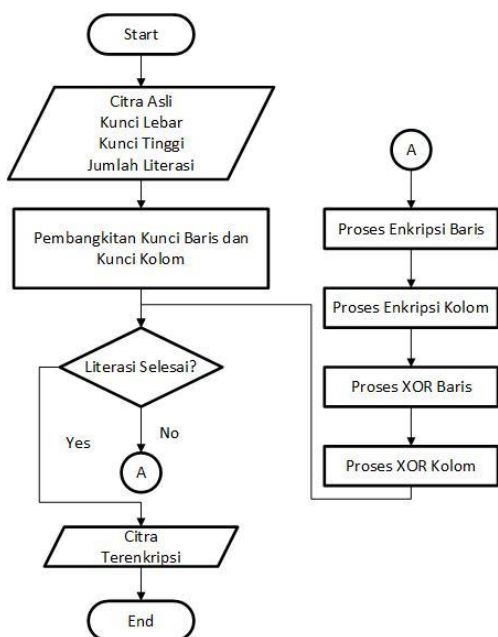 Start
Citra Asli
Kunci Lebar
Kunci Tinggi
Jumlah Literasi
Pembangkitan Kunci Baris dan
Kunci Kolom
Literasi Selesai?
Yes
No
A
Citra
Terenkripsi
End
A
Proses Enkripsi Baris
Proses Enkripsi Kolom
Proses XOR Baris
Proses XOR Kolom